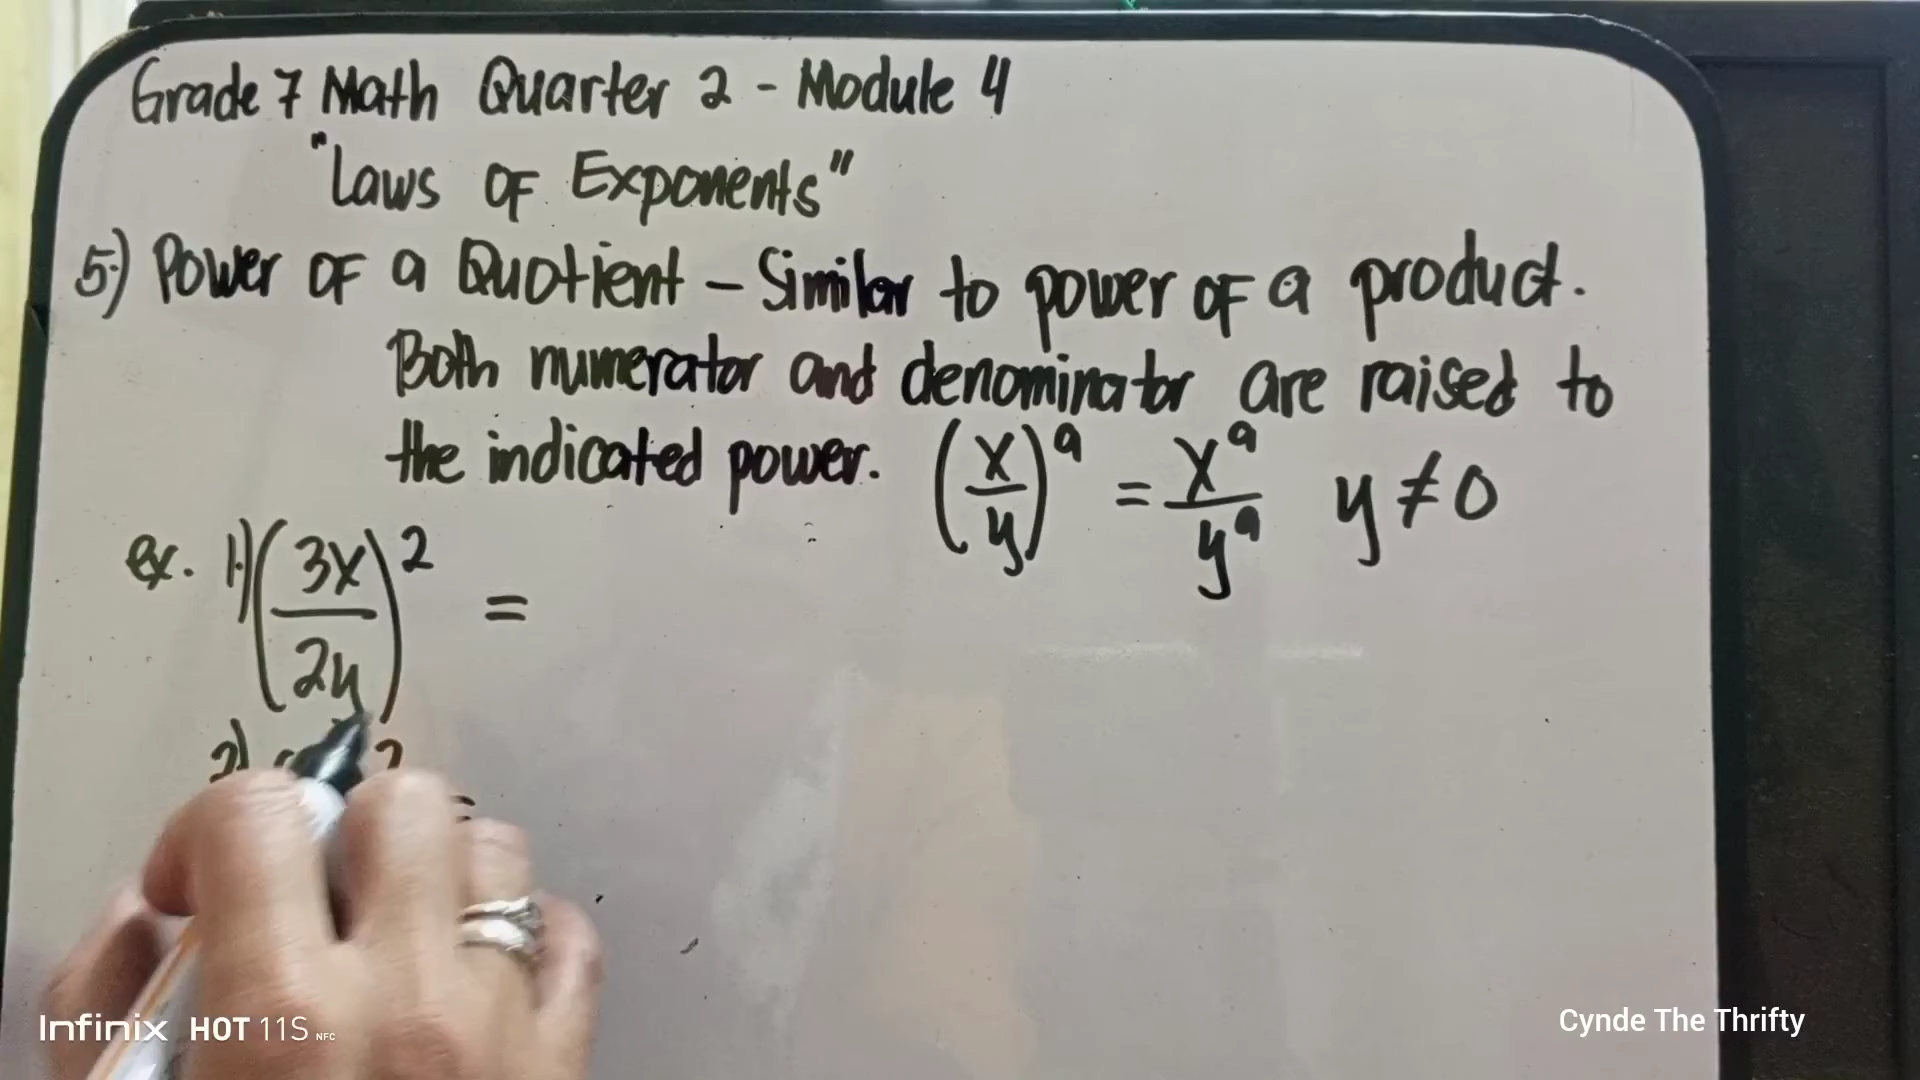 Grade 7 Math Quarter 2 - Module 4
"Laws OF Exponents"
5.) Power OF a Quotient - Similar to power OF a product.
Both numerator and denominator are raised to
the indicated power. (x/y)^a = x^a/y^a y ≠ 0
ex. 1.) (3x/2y)^2 =
2)
Infinix HOT 11S NFC
Cynde The Thrifty